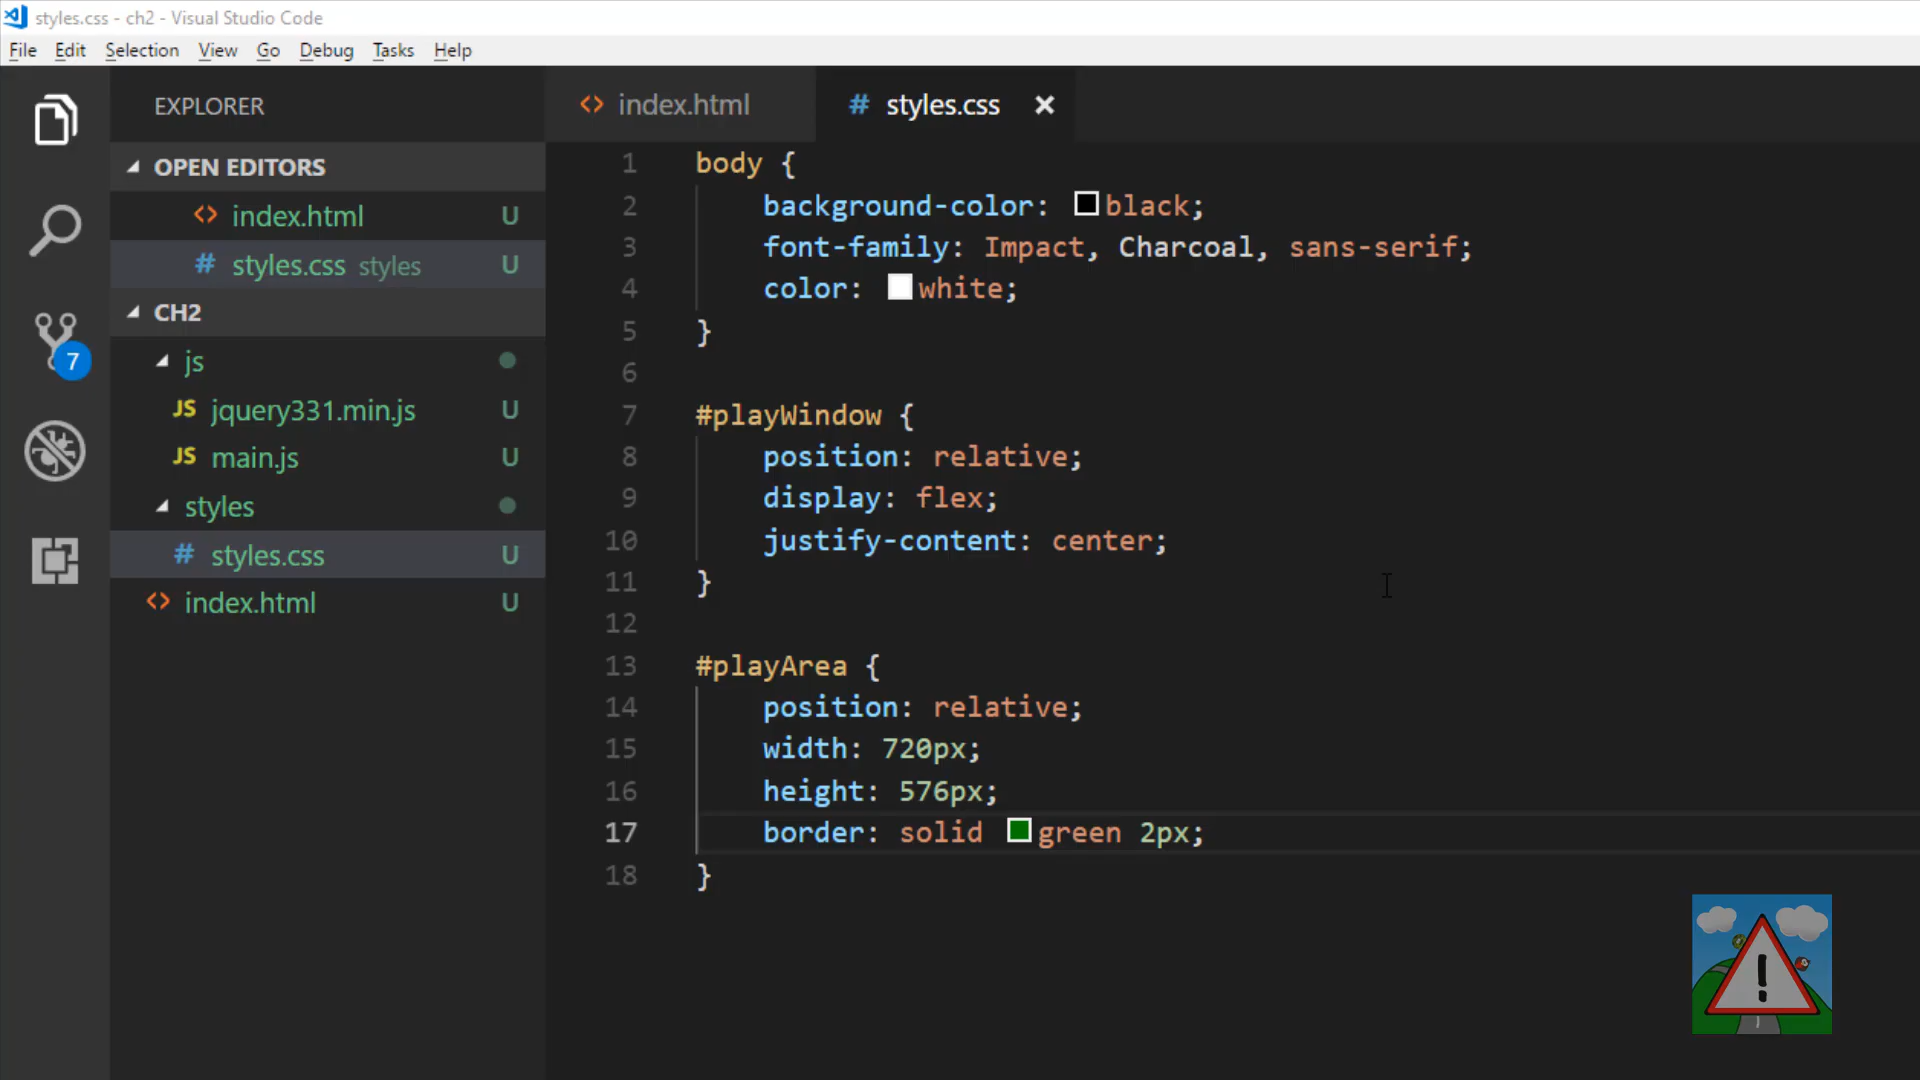 styles.css - ch2 - Visual Studio Code
File Edit Selection View Go Debug Tasks Help
EXPLORER
OPEN EDITORS
index.html U
styles.css styles U
CH2
js
JS jquery331.min.js U
JS main.js U
styles
# styles.css U
<> index.html U
7
<> index.html # styles.css
1 body {
2 background-color: black;
3 font-family: Impact, Charcoal, sans-serif;
4 color: white;
5 }
6
7 #playWindow {
8 position: relative;
9 display: flex;
10 justify-content: center;
11 }
12
13 #playArea {
14 position: relative;
15 width: 720px;
16 height: 576px;
17 border: solid green 2px;
18 }
!